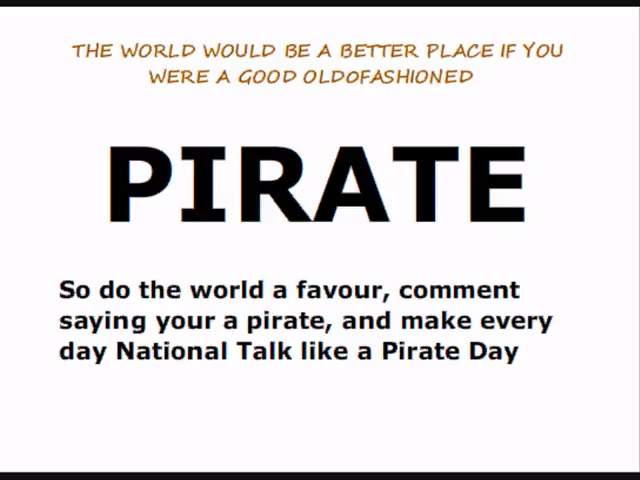 THE WORLD WOULD BE A BETTER PLACE IF YOU
WERE A GOOD OLDOFASHIONED
PIRATE
So do the world a favour, comment
saying your a pirate, and make every
day National Talk like a Pirate Day